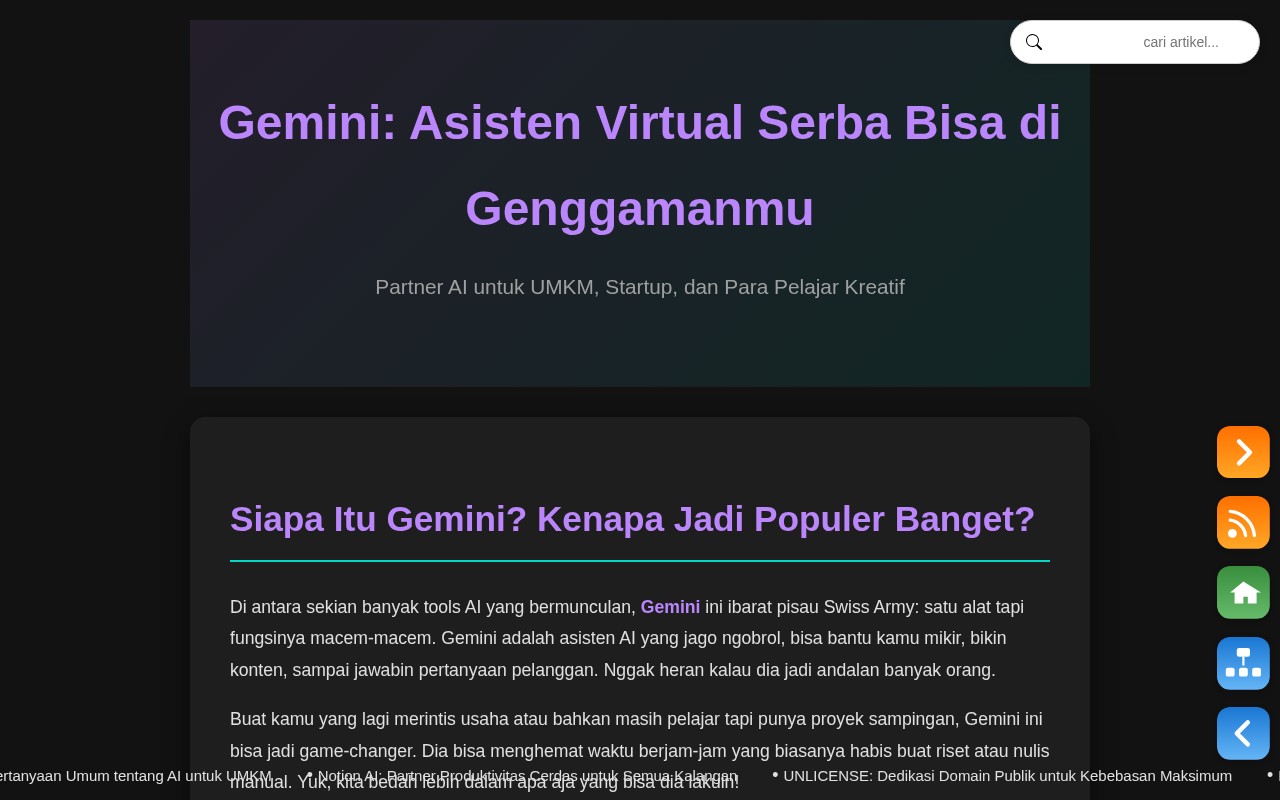 cari artikel...
Gemini: Asisten Virtual Serba Bisa di
Genggamanmu
Partner AI untuk UMKM, Startup, dan Para Pelajar Kreatif
Siapa Itu Gemini? Kenapa Jadi Populer Banget?
Di antara sekian banyak tools AI yang bermunculan, Gemini ini ibarat pisau Swiss Army: satu alat tapi
fungsinya macem-macem. Gemini adalah asisten AI yang jago ngobrol, bisa bantu kamu mikir, bikin
konten, sampai jawabin pertanyaan pelanggan. Nggak heran kalau dia jadi andalan banyak orang.
Buat kamu yang lagi merintis usaha atau bahkan masih pelajar tapi punya proyek sampingan, Gemini ini
bisa jadi game-changer. Dia bisa menghemat waktu berjam-jam yang biasanya habis buat riset atau nulis
manual. Yuk, kita bedah lebih dalam apa aja yang bisa dia lakuin!
ertanyaan Umum tentang AI untuk UMKM • Notion AI: Partner Produktivitas Cerdas untuk Semua Kalangan • UNLICENSE: Dedikasi Domain Publik untuk Kebebasan Maksimum •